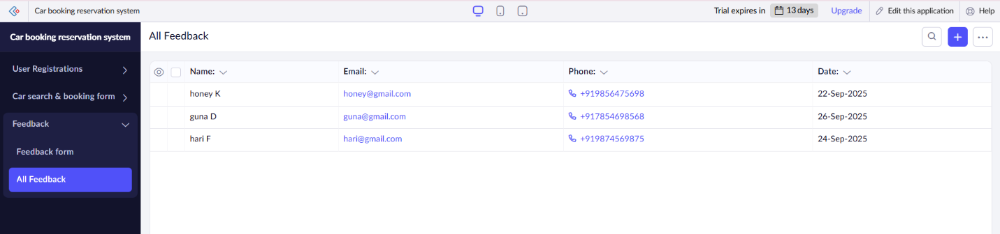 Car booking reservation system Trial expires in 13 days Upgrade Edit this application Help
Car booking reservation system
All Feedback
User Registrations
Car search & booking form
Feedback
Feedback form
All Feedback
Name: Email: Phone: Date:
honey K honey@gmail.com +919856475698 22-Sep-2025
guna D guna@gmail.com +917854698568 26-Sep-2025
hari F hari@gmail.com +919874569875 24-Sep-2025